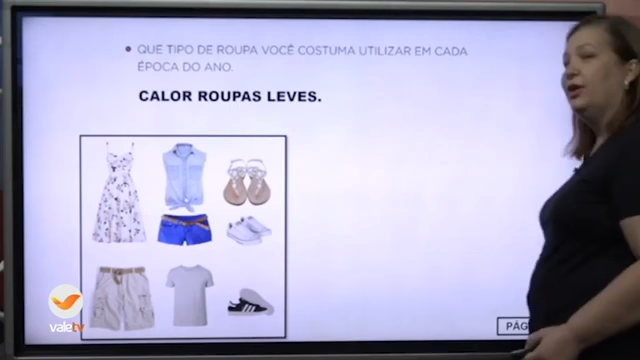 • QUE TIPO DE ROUPA VOCÊ COSTUMA UTILIZAR EM CADA
ÉPOCA DO ANO.
CALOR ROUPAS LEVES.
valetv
PÁG